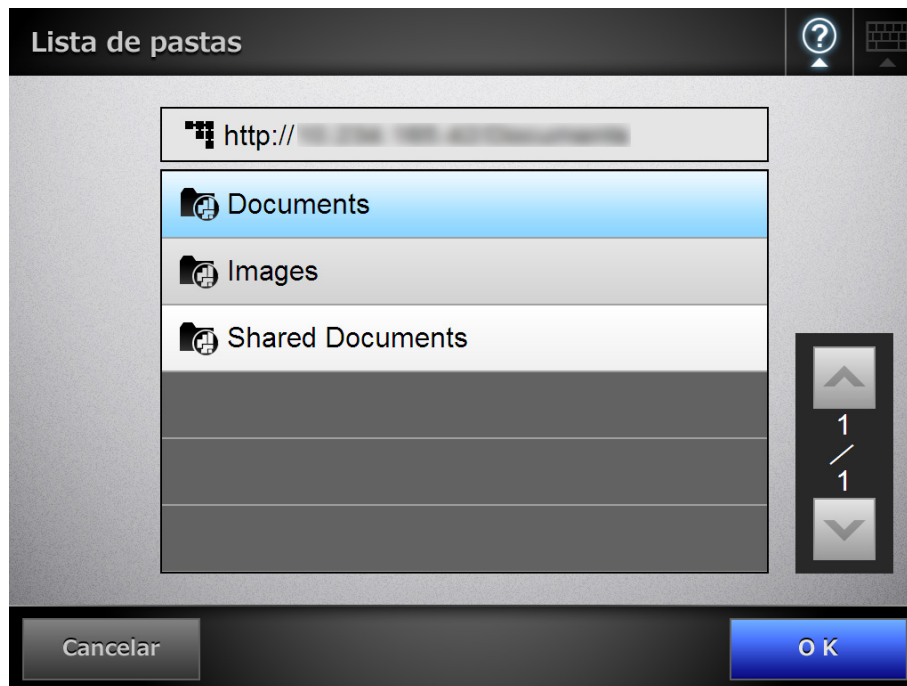 Lista de pastas
?
http://
Documents
Images
Shared Documents
1
/
1
Cancelar
OK